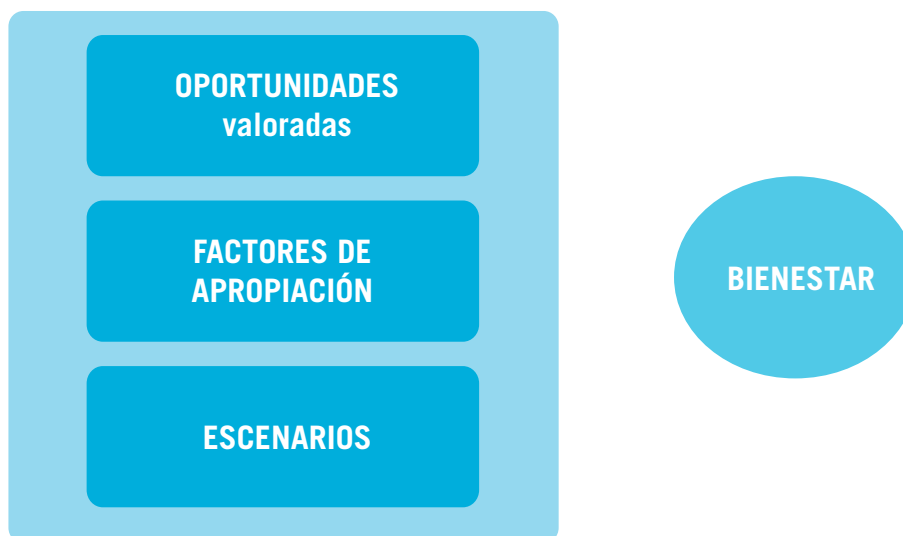 OPORTUNIDADES
valoradas
FACTORES DE
APROPIACIÓN
BIENESTAR
ESCENARIOS